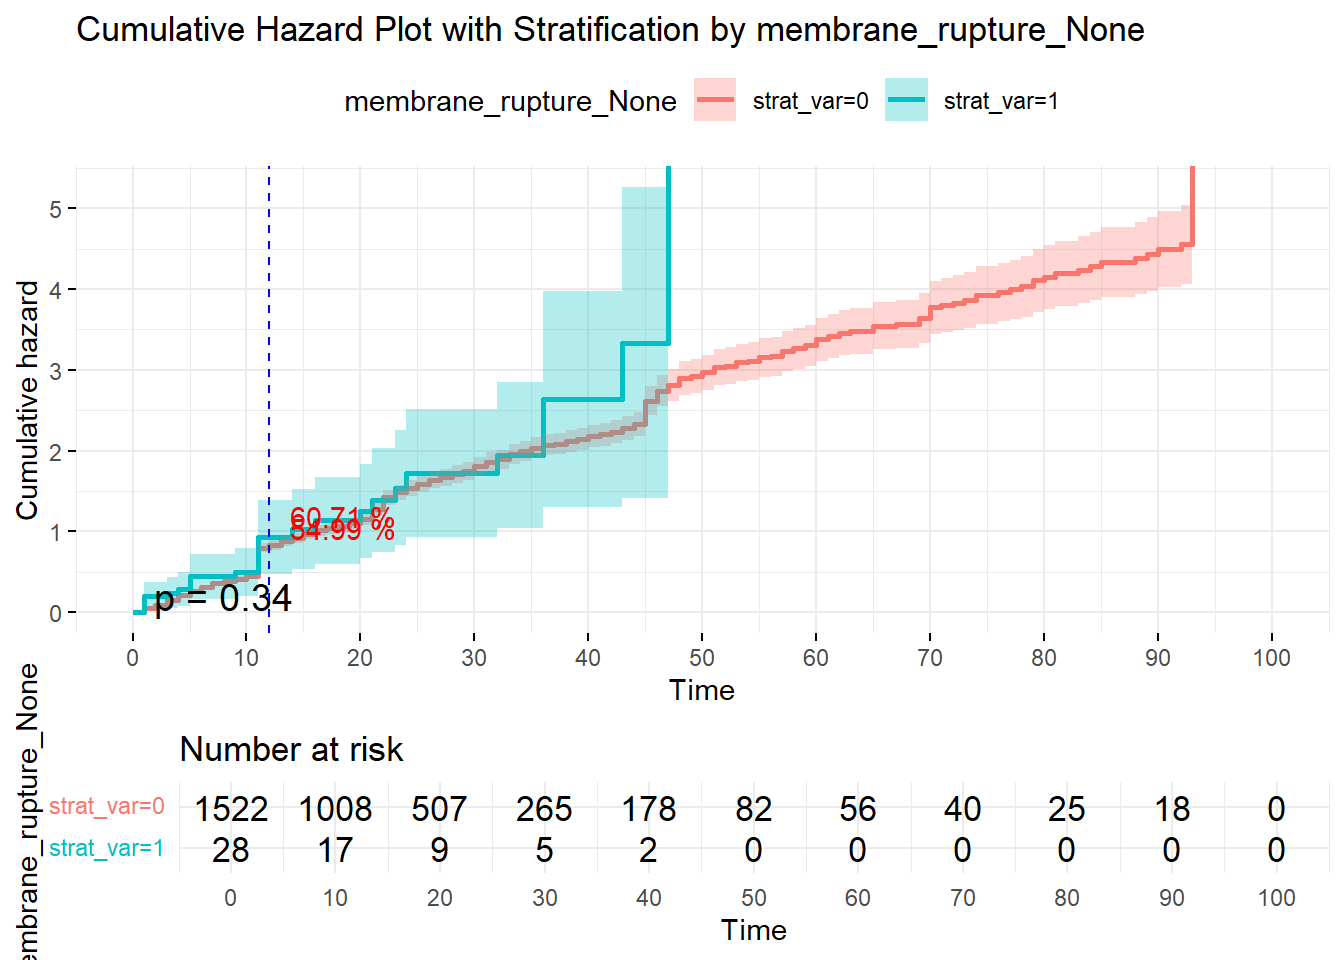 Cumulative Hazard Plot with Stratification by membrane_rupture_None
membrane_rupture_None strat_var=0 strat_var=1
Cumulative hazard
5
4
3
2
1
0
60.71 %
54.99 %
p = 0.34
0 10 20 30 40 50 60 70 80 90 100
Time
Number at risk
embrane_rupture_None
strat_var=0 1522 1008 507 265 178 82 56 40 25 18 0
strat_var=1 28 17 9 5 2 0 0 0 0 0 0
0 10 20 30 40 50 60 70 80 90 100
Time